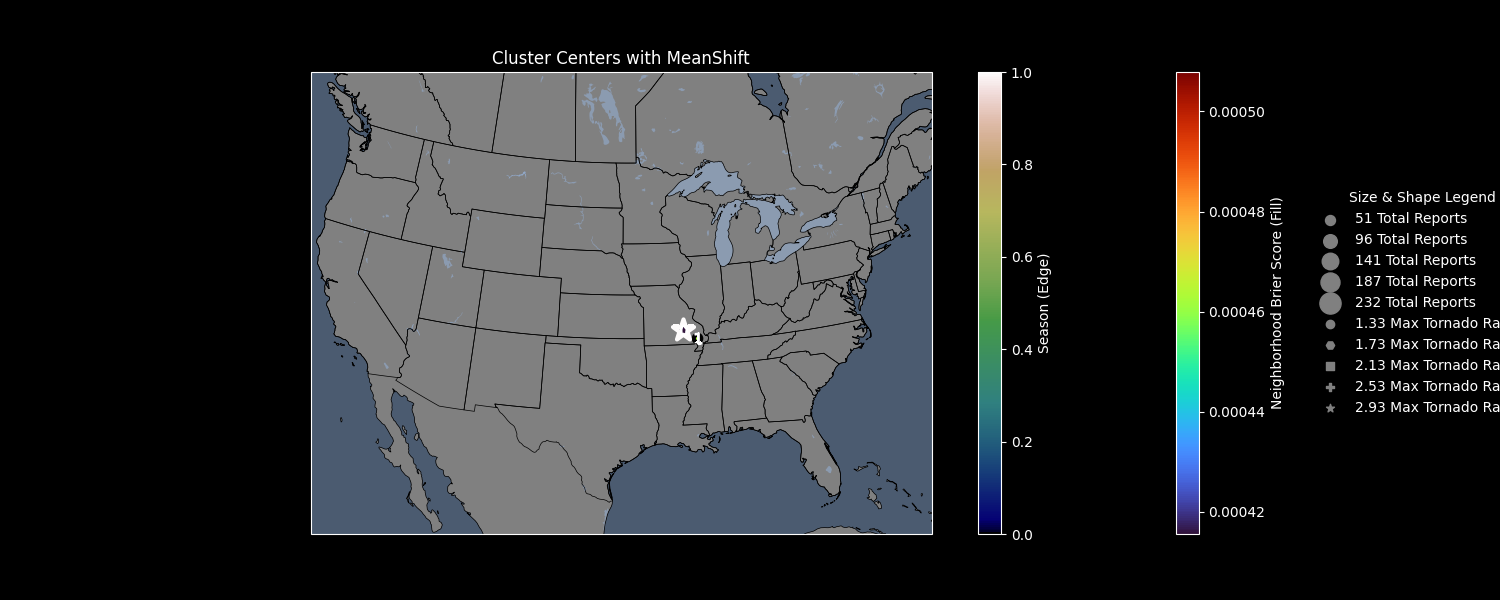 Cluster Centers with MeanShift
1
1.0
0.8
0.6
0.4
0.2
0.0
Season (Edge)
0.00050
0.00048
0.00046
0.00044
0.00042
Neighborhood Brier Score (Fill)
Size & Shape Legend
51 Total Reports
96 Total Reports
141 Total Reports
187 Total Reports
232 Total Reports
1.33 Max Tornado Ra
1.73 Max Tornado Ra
2.13 Max Tornado Ra
2.53 Max Tornado Ra
2.93 Max Tornado Ra